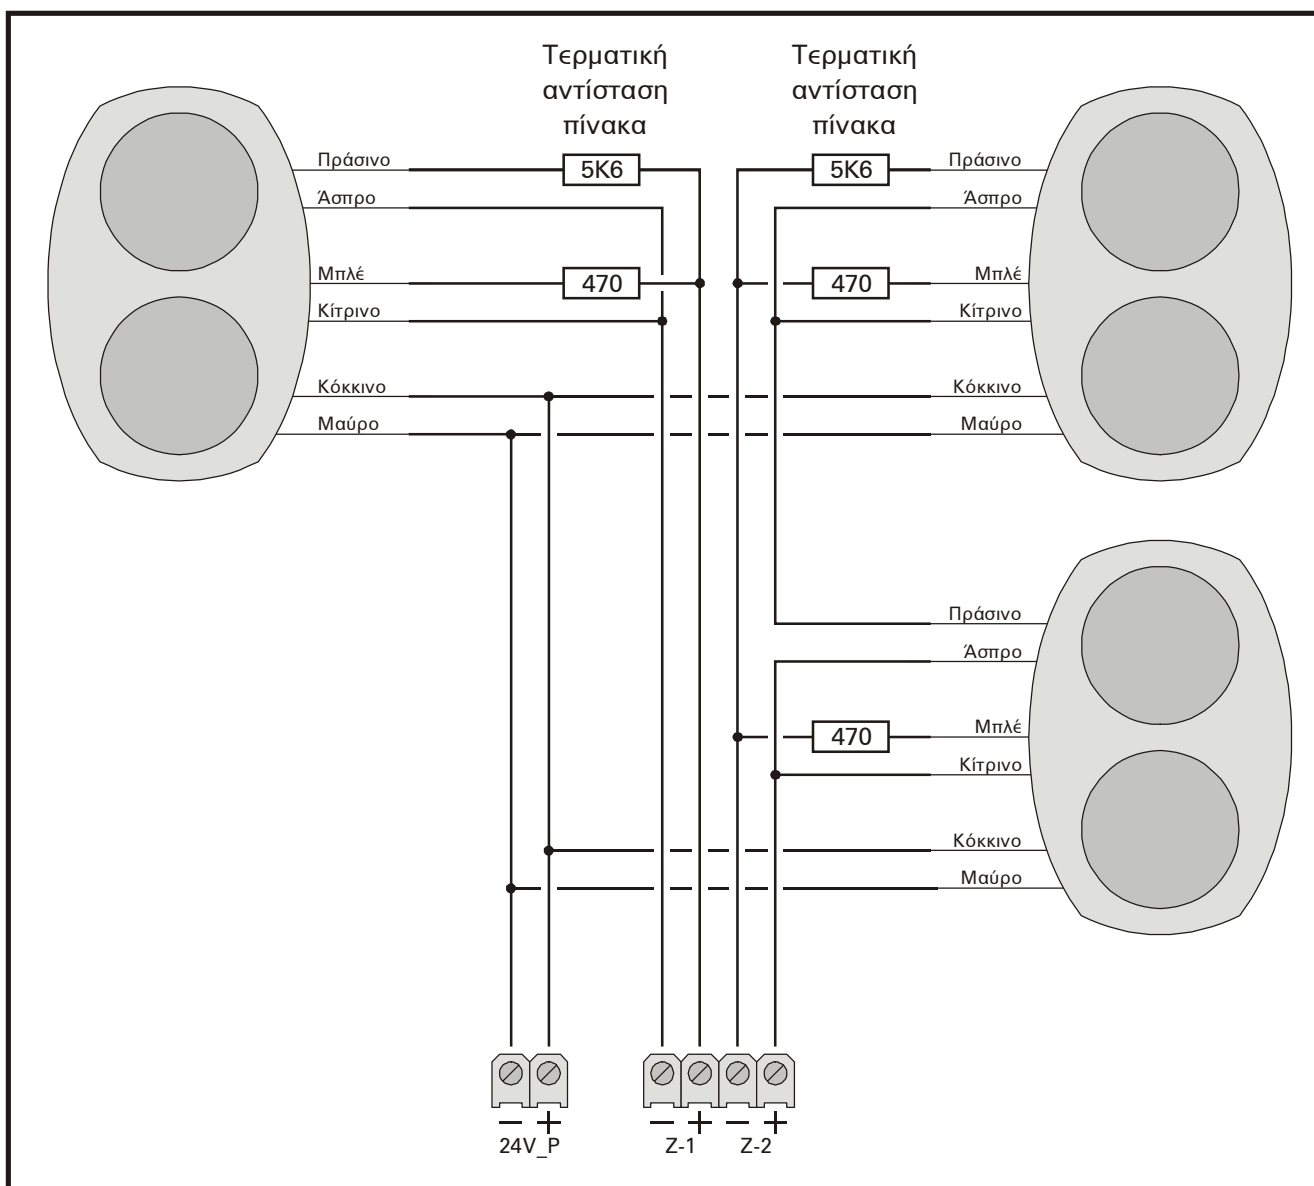 Τερματική
αντίσταση
πίνακα
Τερματική
αντίσταση
πίνακα
Πράσινο
5K6
5K6
Πράσινο
Άσπρο
Άσπρο
Μπλέ
470
470
Μπλέ
Κίτρινο
Κίτρινο
Κόκκινο
Κόκκινο
Μαύρο
Μαύρο
Πράσινο
Άσπρο
470
Μπλέ
Κίτρινο
Κόκκινο
Μαύρο
− + − + − +
24V_P Z-1 Z-2